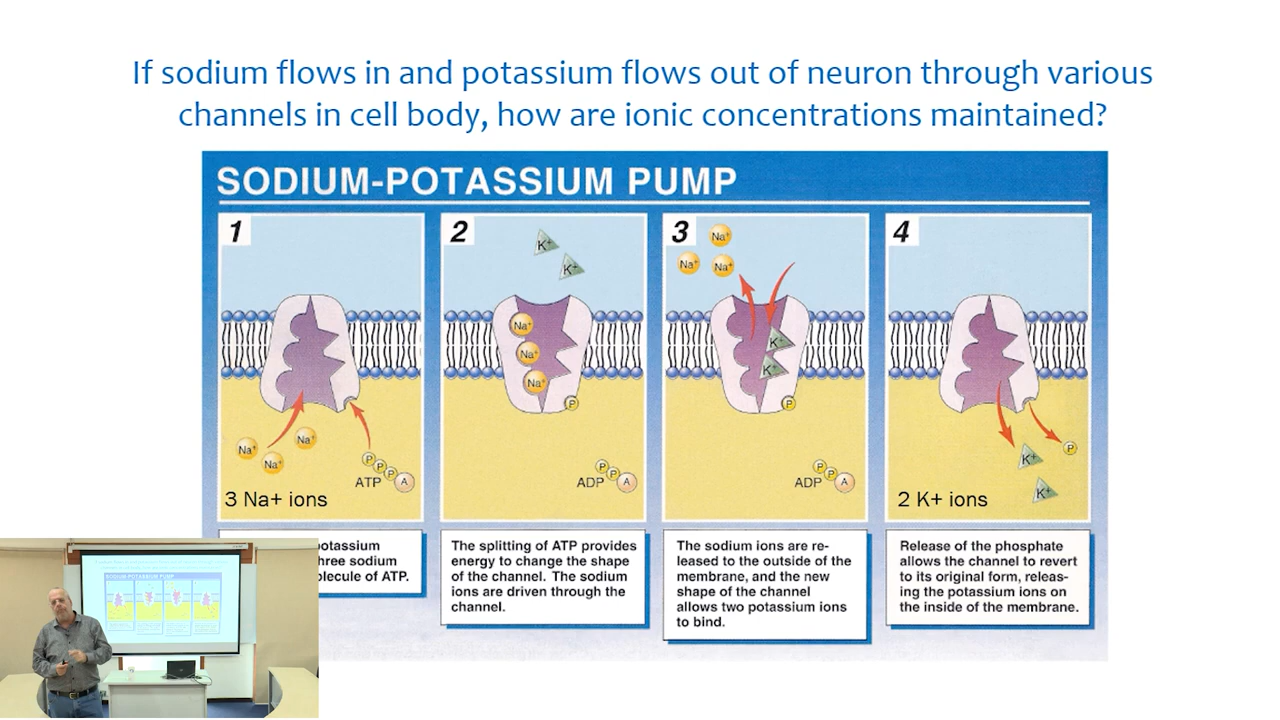 If sodium flows in and potassium flows out of neuron through various
channels in cell body, how are ionic concentrations maintained?
SODIUM-POTASSIUM PUMP
1
Na⁺
Na⁺
Na⁺
P
P
P
A
ATP
3 Na+ ions
2
K⁺
K⁺
Na⁺
Na⁺
Na⁺
P
P
P
A
ADP
3
Na⁺
Na⁺
Na⁺
K⁺
K⁺
P
P
P
A
ADP
4
P
K⁺
K⁺
2 K+ ions
potassium
three sodium
molecule of ATP.
The splitting of ATP provides
energy to change the shape
of the channel. The sodium
ions are driven through the
channel.
The sodium ions are re-
leased to the outside of the
membrane, and the new
shape of the channel
allows two potassium ions
to bind.
Release of the phosphate
allows the channel to revert
to its original form, releas-
ing the potassium ions on
the inside of the membrane.
SODIUM-POTASSIUM PUMP